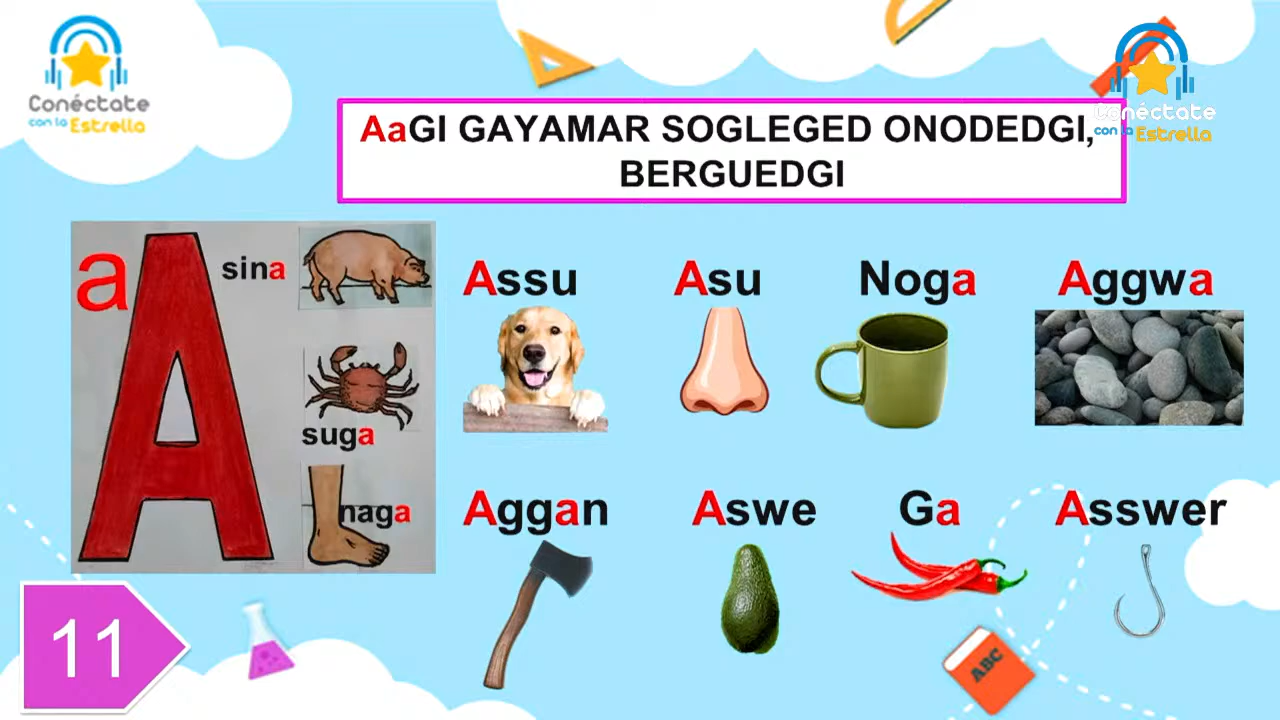 Conéctate
con la Estrella
Conéctate
con la Estrella
AaGI GAYAMAR SOGLEGED ONODEDGI,
BERGUEDGI
a
A
sina
suga
naga
Assu Asu Noga Aggwa
Aggan Aswe Ga Asswer
11
ABC